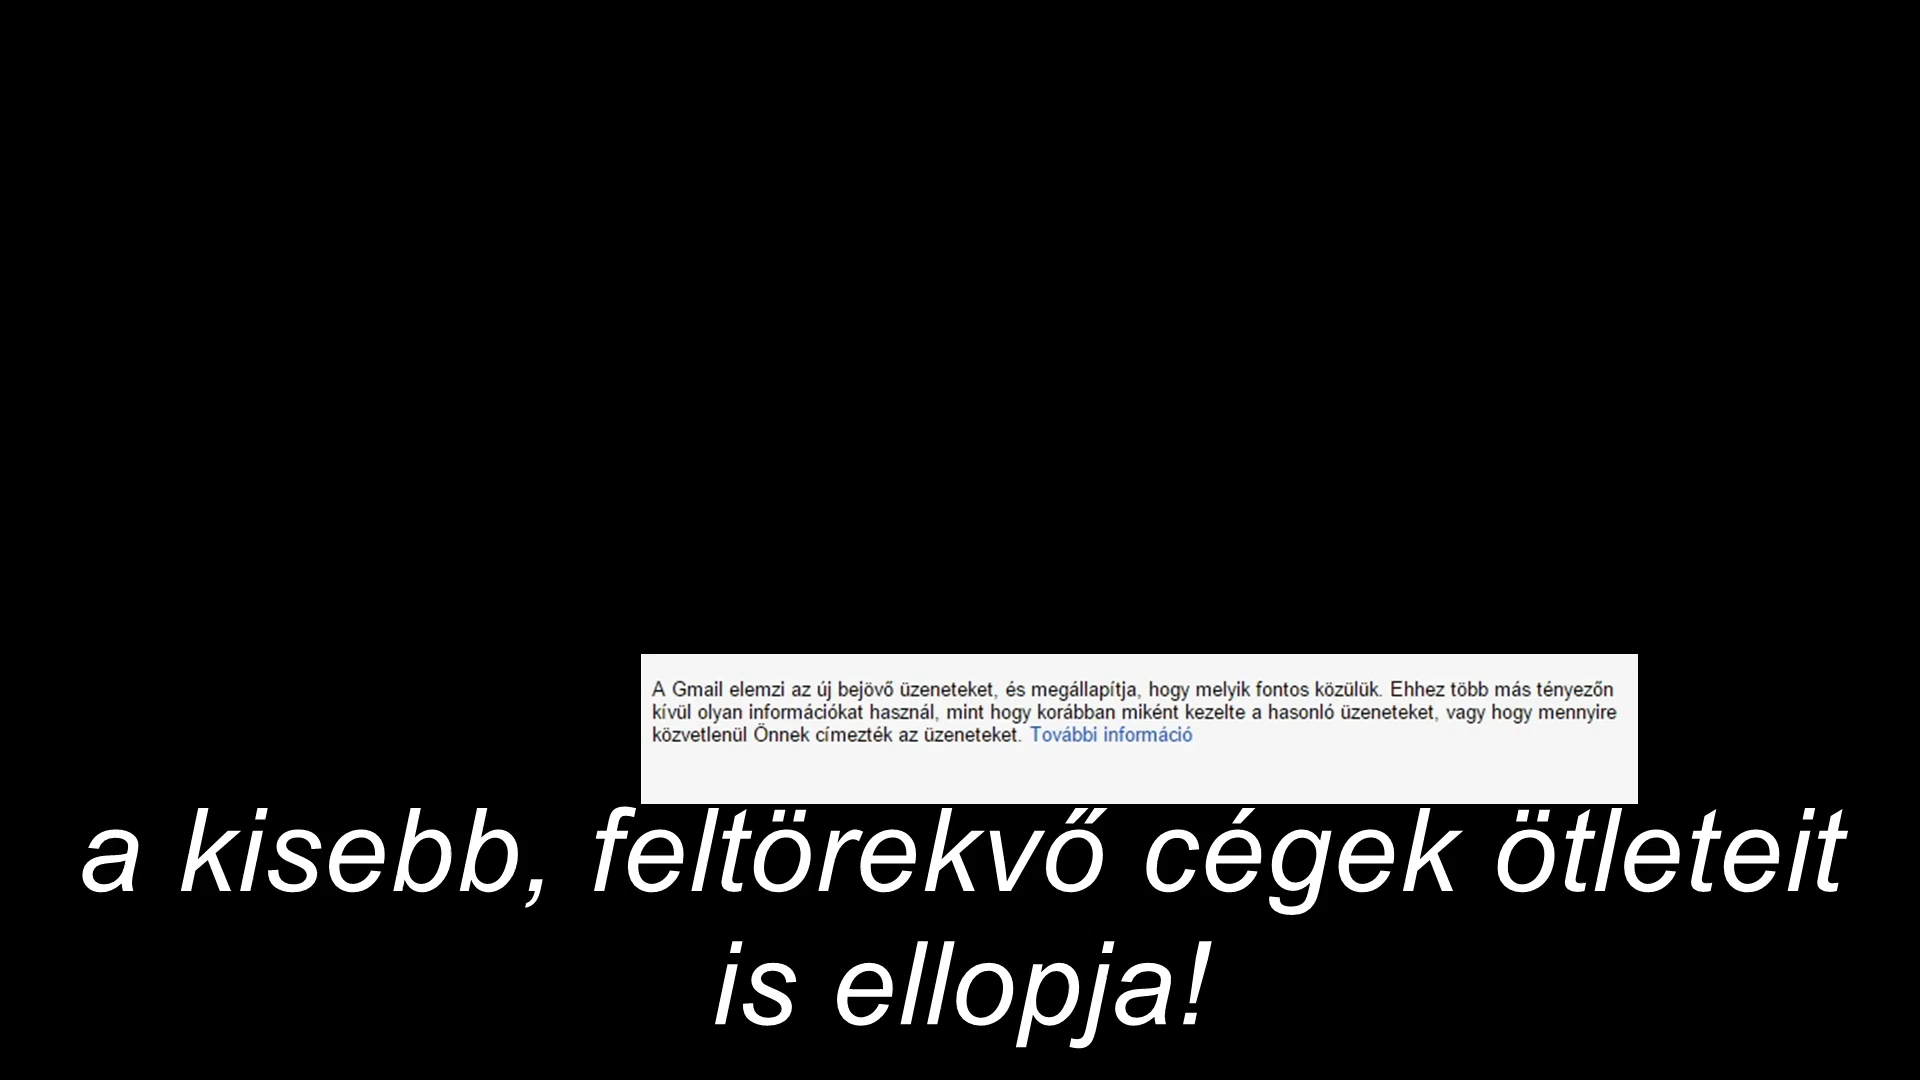 A Gmail elemzi az új bejövő üzeneteket, és megállapítja, hogy melyik fontos közülük. Ehhez több más tényezőn
kívül olyan információkat használ, mint hogy korábban miként kezelte a hasonló üzeneteket, vagy hogy mennyire
közvetlenül Önnek címezték az üzeneteket. További információ
a kisebb, feltörekvő cégek ötleteit
is ellopja!